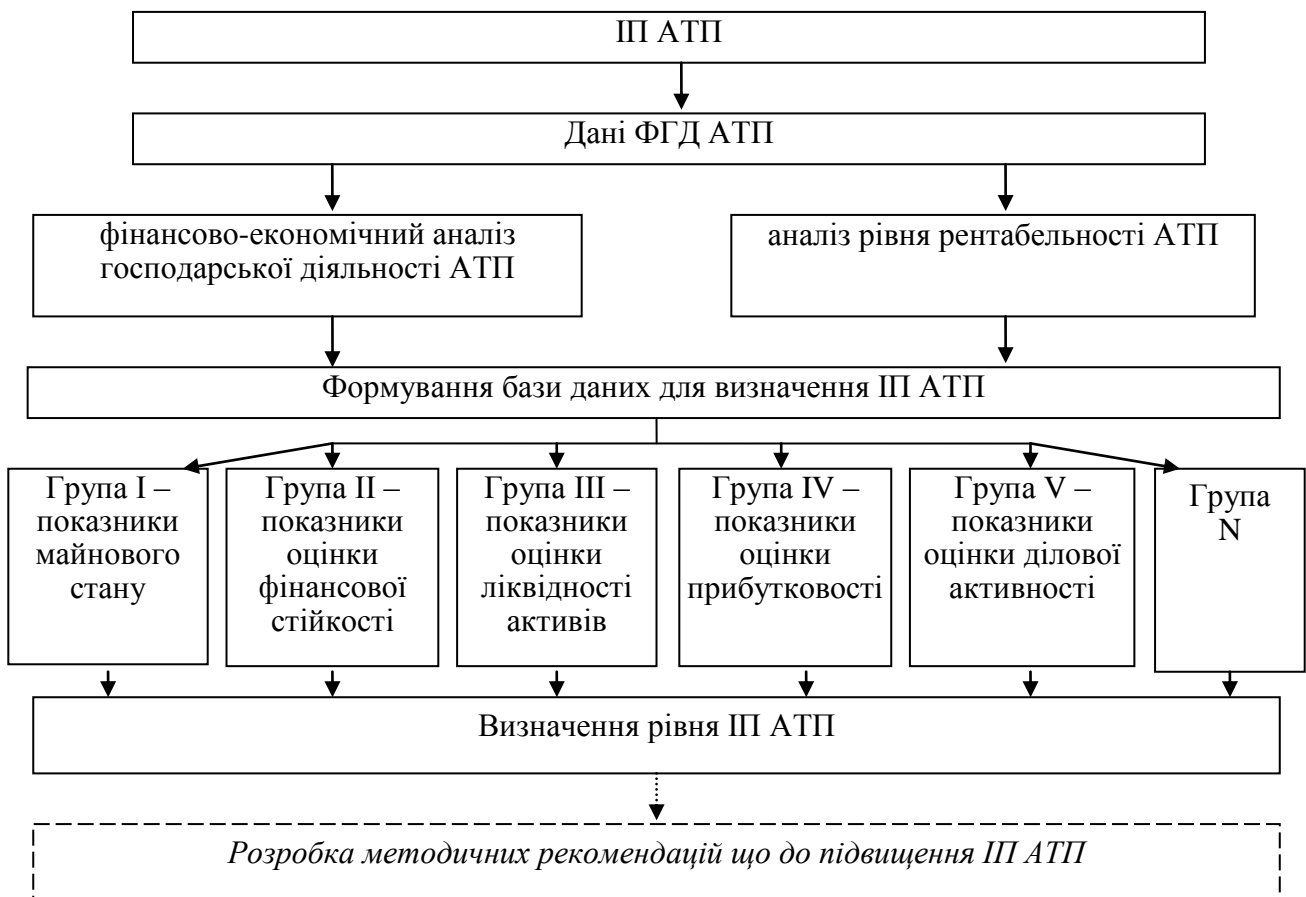 ІП АТП
Дані ФГД АТП
фінансово-економічний аналіз
господарської діяльності АТП
аналіз рівня рентабельності АТП
Формування бази даних для визначення ІП АТП
Група І –
показники
майнового
стану
Група ІІ –
показники
оцінки
фінансової
стійкості
Група ІІІ –
показники
оцінки
ліквідності
активів
Група IV –
показники
оцінки
прибутковості
Група V –
показники
оцінки ділової
активності
Група
N
Визначення рівня ІП АТП
Розробка методичних рекомендацій що до підвищення ІП АТП